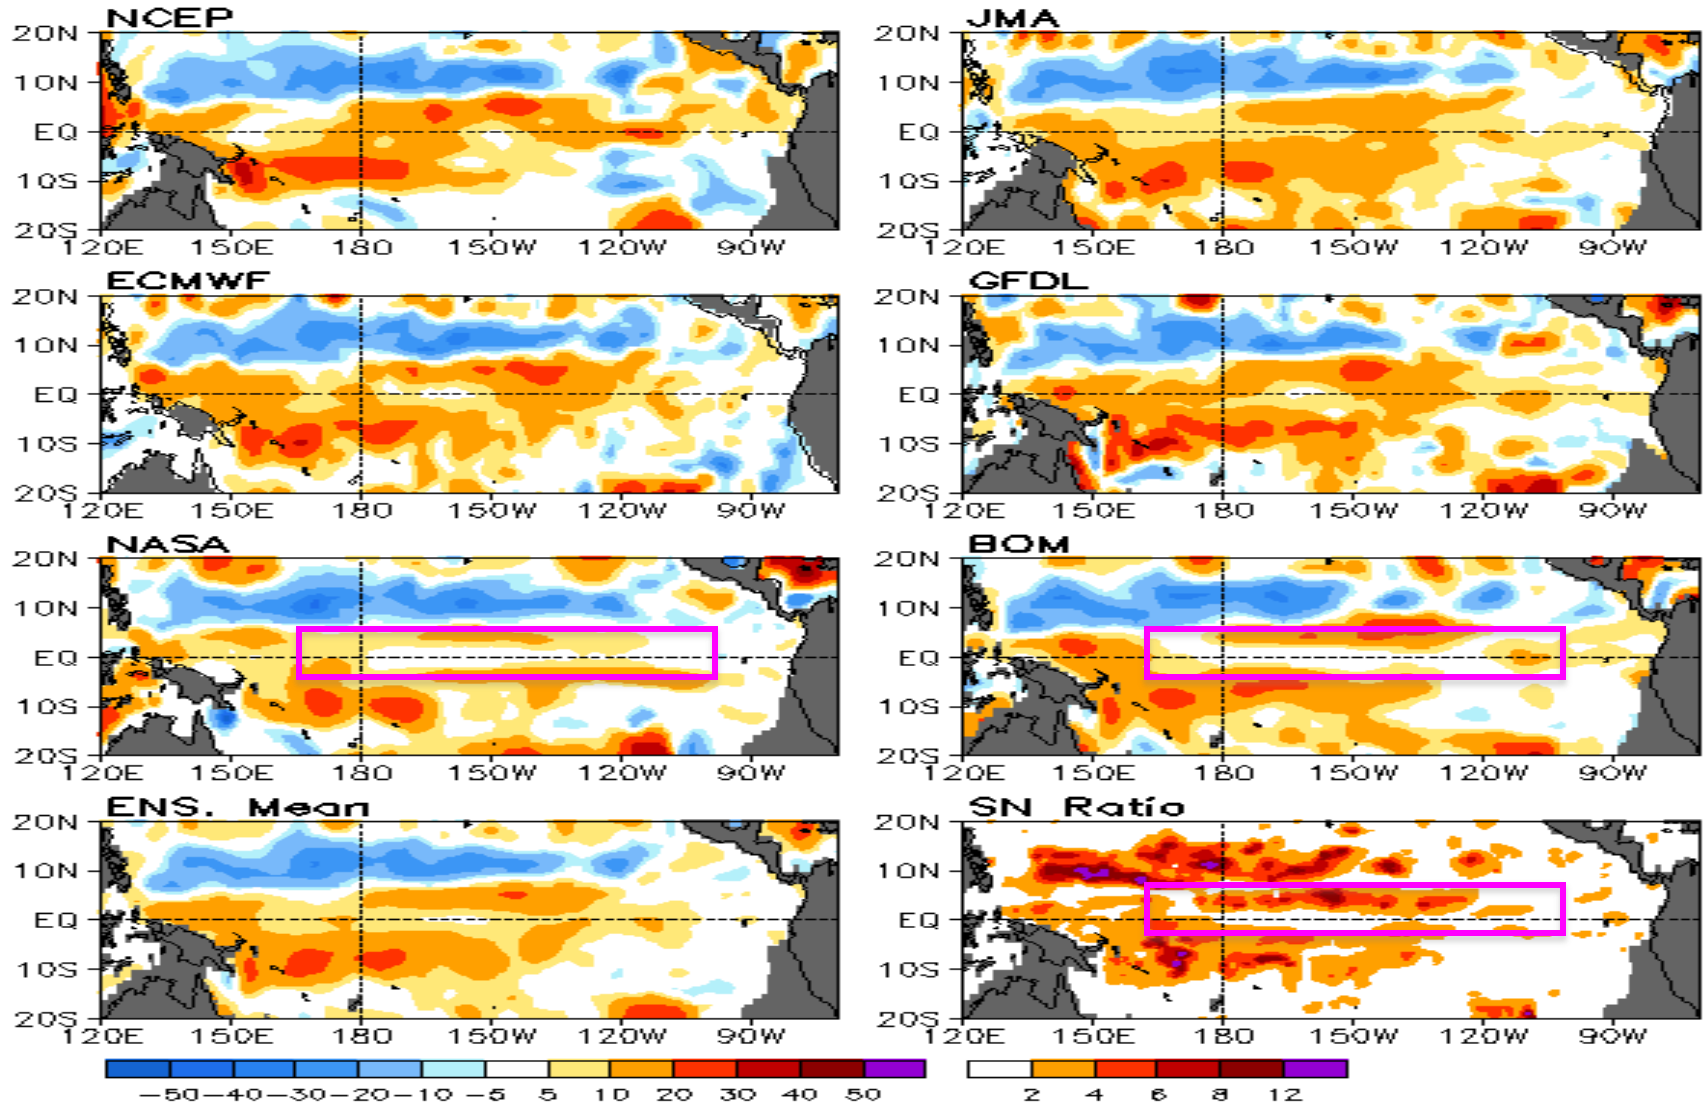 NCEP JMA
20N 20N
10N 10N
EQ EQ
10S 10S
20S 20S
120E 150E 180 150W 120W 90W 120E 150E 180 150W 120W 90W
ECMWF GFDL
20N 20N
10N 10N
EQ EQ
10S 10S
20S 20S
120E 150E 180 150W 120W 90W 120E 150E 180 150W 120W 90W
NASA BOM
20N 20N
10N 10N
EQ EQ
10S 10S
20S 20S
120E 150E 180 150W 120W 90W 120E 150E 180 150W 120W 90W
ENS. Mean SN Ratio
20N 20N
10N 10N
EQ EQ
10S 10S
20S 20S
120E 150E 180 150W 120W 90W 120E 150E 180 150W 120W 90W
-50 -40 -30 -20 -10 -5 5 10 20 30 40 50 2 4 6 8 12